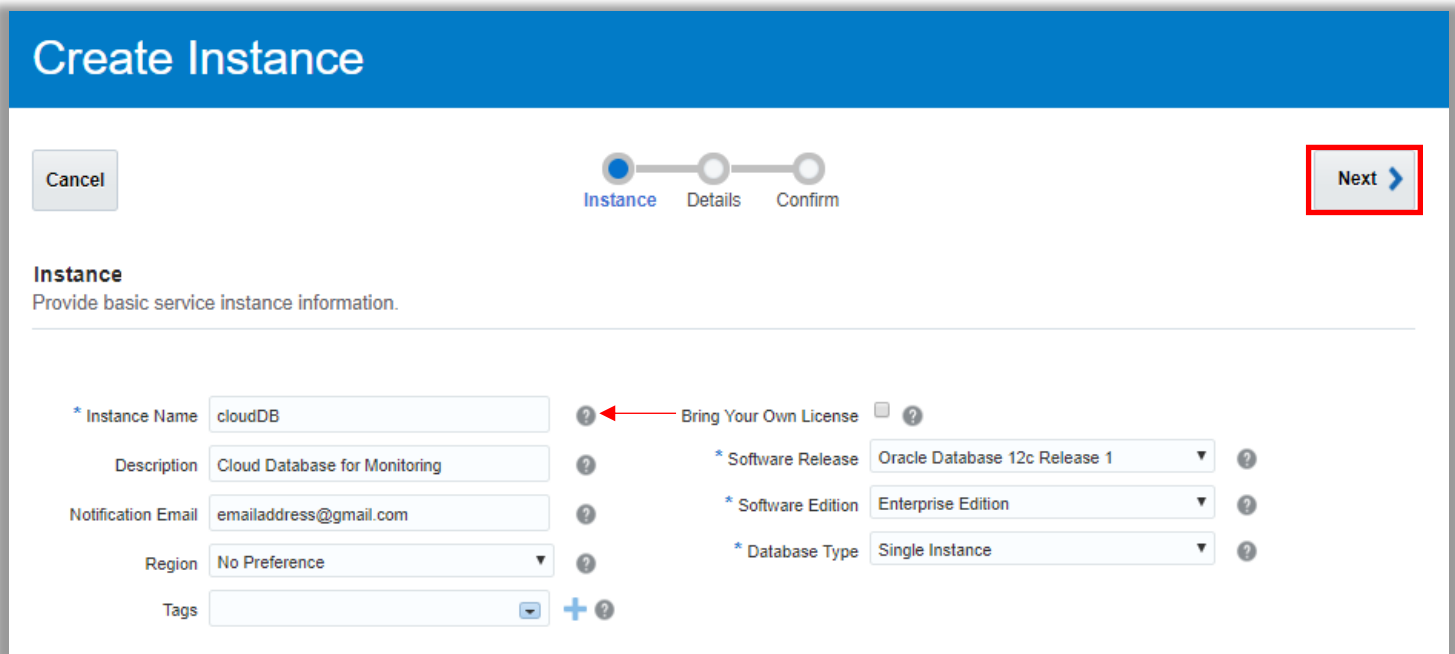 Create Instance
Cancel
Instance Details Confirm
Next
Instance
Provide basic service instance information.
* Instance Name cloudDB
Description Cloud Database for Monitoring
Notification Email emailaddress@gmail.com
Region No Preference
Tags
Bring Your Own License
* Software Release Oracle Database 12c Release 1
* Software Edition Enterprise Edition
* Database Type Single Instance